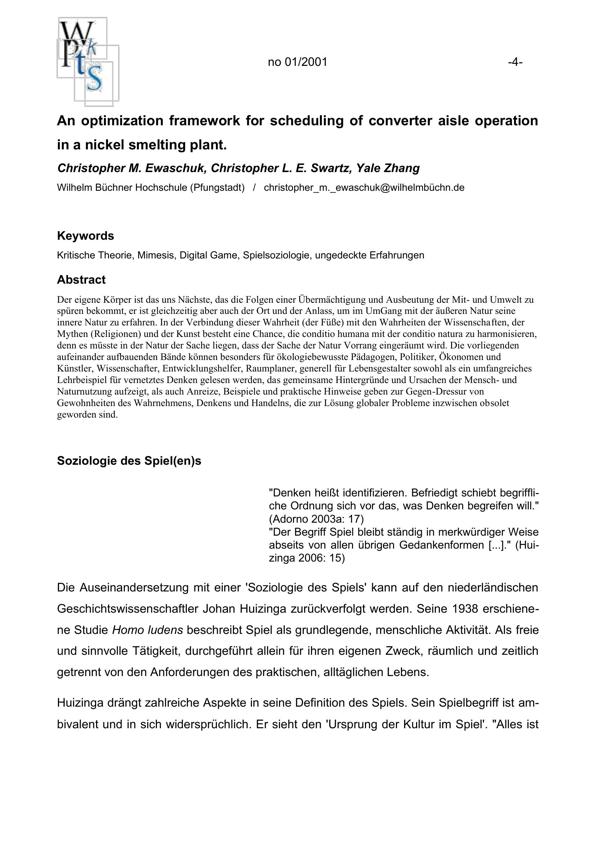 W
P k
t
S
no 01/2001 -4-
An optimization framework for scheduling of converter aisle operation
in a nickel smelting plant.
Christopher M. Ewaschuk, Christopher L. E. Swartz, Yale Zhang
Wilhelm Büchner Hochschule (Pfungstadt) / christopher_m._ewaschuk@wilhelmbüchn.de
Keywords
Kritische Theorie, Mimesis, Digital Game, Spielsoziologie, ungedeckte Erfahrungen
Abstract
Der eigene Körper ist das uns Nächste, das die Folgen einer Übermächtigung und Ausbeutung der Mit- und Umwelt zu
spüren bekommt, er ist gleichzeitig aber auch der Ort und der Anlass, um im UmGang mit der äußeren Natur seine
innere Natur zu erfahren. In der Verbindung dieser Wahrheit (der Füße) mit den Wahrheiten der Wissenschaften, der
Mythen (Religionen) und der Kunst besteht eine Chance, die conditio humana mit der conditio natura zu harmonisieren,
denn es müsste in der Natur der Sache liegen, dass der Sache der Natur Vorrang eingeräumt wird. Die vorliegenden
aufeinander aufbauenden Bände können besonders für ökologiebewusste Pädagogen, Politiker, Ökonomen und
Künstler, Wissenschafter, Entwicklungshelfer, Raumplaner, generell für Lebensgestalter sowohl als ein umfangreiches
Lehrbeispiel für vernetztes Denken gelesen werden, das gemeinsame Hintergründe und Ursachen der Mensch- und
Naturnutzung aufzeigt, als auch Anreize, Beispiele und praktische Hinweise geben zur Gegen-Dressur von
Gewohnheiten des Wahrnehmens, Denkens und Handelns, die zur Lösung globaler Probleme inzwischen obsolet
geworden sind.
Soziologie des Spiel(en)s
"Denken heißt identifizieren. Befriedigt schiebt begriffli-
che Ordnung sich vor das, was Denken begreifen will."
(Adorno 2003a: 17)
"Der Begriff Spiel bleibt ständig in merkwürdiger Weise
abseits von allen übrigen Gedankenformen [...]." (Hui-
zinga 2006: 15)
Die Auseinandersetzung mit einer 'Soziologie des Spiels' kann auf den niederländischen
Geschichtswissenschaftler Johan Huizinga zurückverfolgt werden. Seine 1938 erschiene-
ne Studie Homo ludens beschreibt Spiel als grundlegende, menschliche Aktivität. Als freie
und sinnvolle Tätigkeit, durchgeführt allein für ihren eigenen Zweck, räumlich und zeitlich
getrennt von den Anforderungen des praktischen, alltäglichen Lebens.
Huizinga drängt zahlreiche Aspekte in seine Definition des Spiels. Sein Spielbegriff ist am-
bivalent und in sich widersprüchlich. Er sieht den 'Ursprung der Kultur im Spiel'. "Alles ist